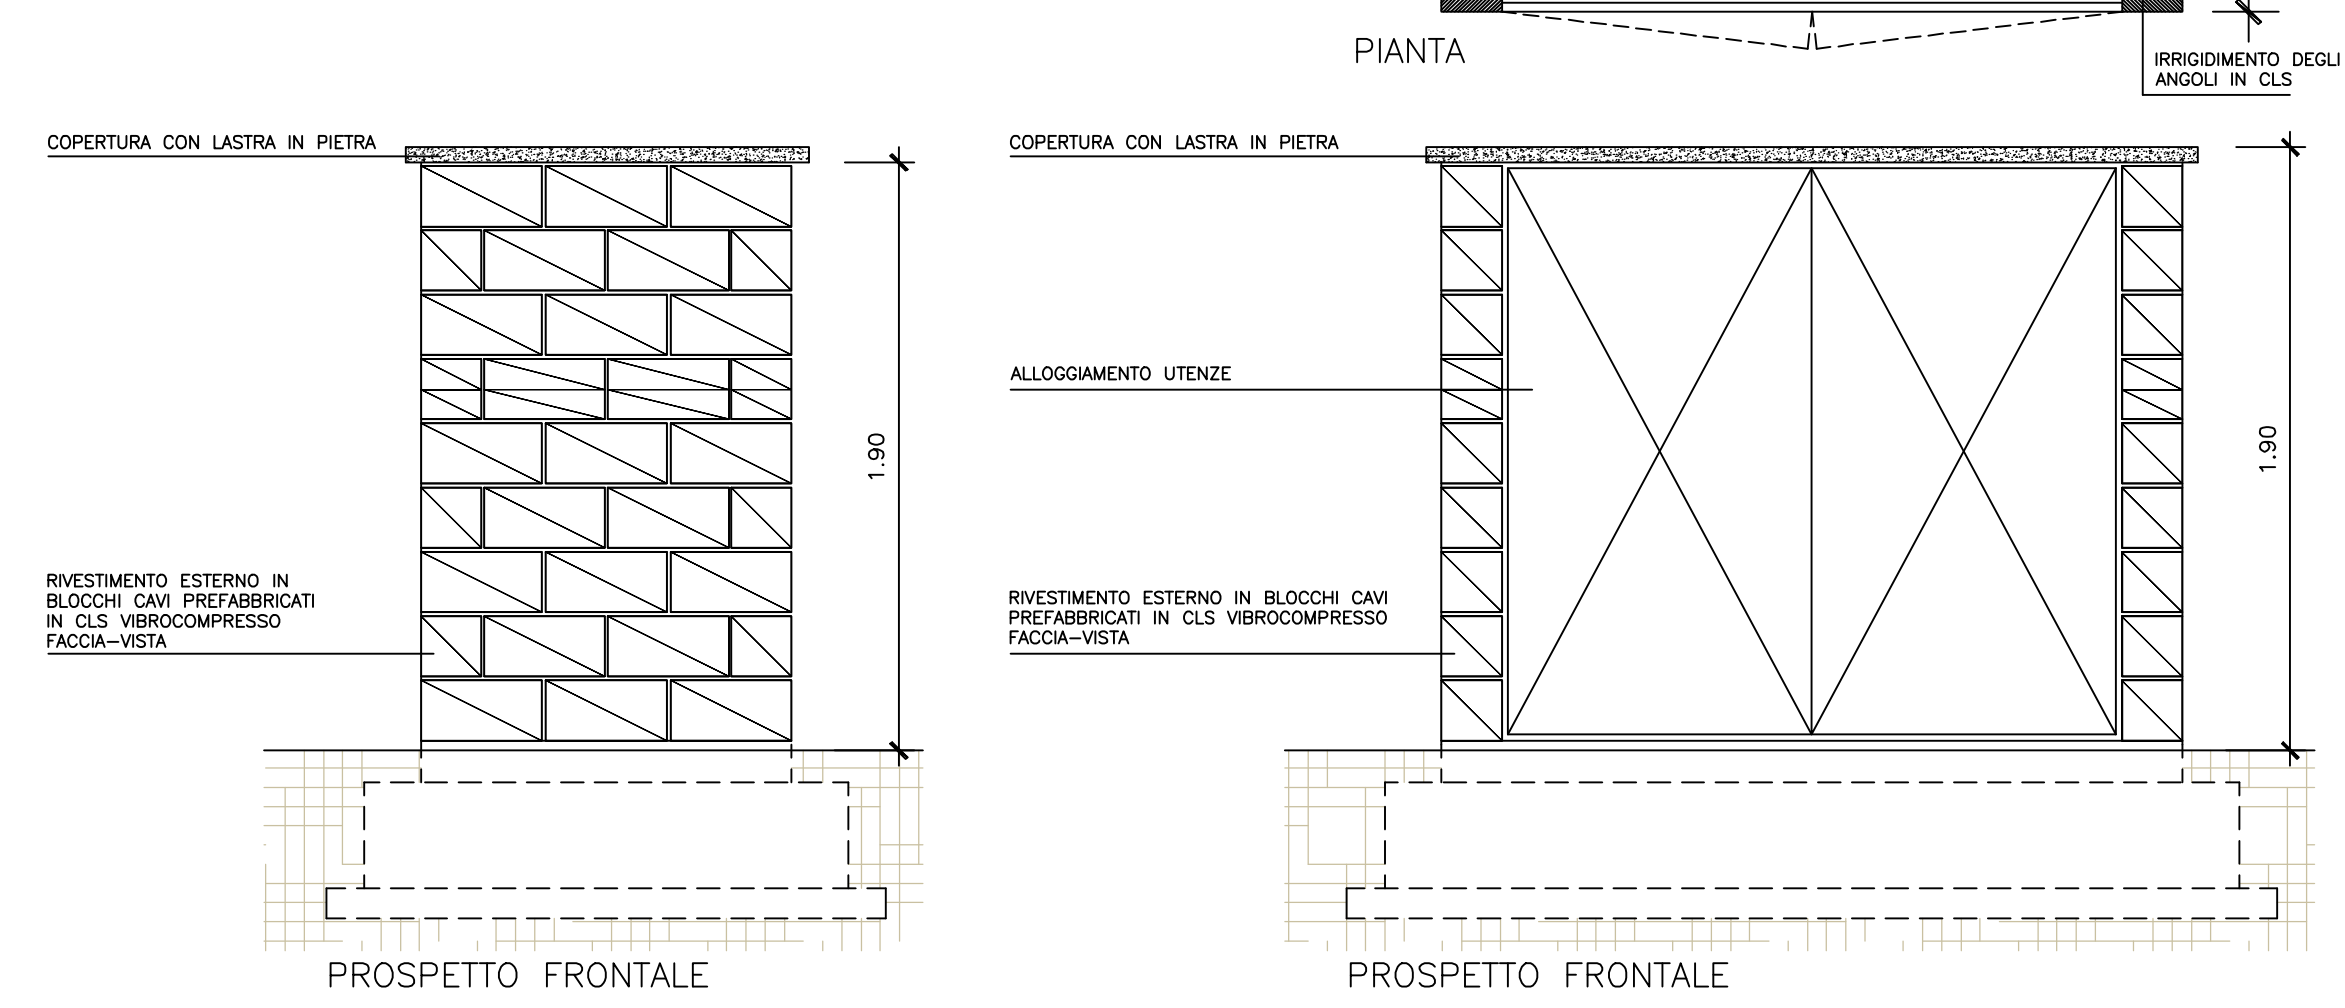 PIANTA
IRRIGIDIMENTO DEGLI
ANGOLI IN CLS
COPERTURA CON LASTRA IN PIETRA
1.90
RIVESTIMENTO ESTERNO IN
BLOCCHI CAVI PREFABBRICATI
IN CLS VIBROCOMPRESSO
FACCIA-VISTA
PROSPETTO FRONTALE
COPERTURA CON LASTRA IN PIETRA
ALLOGGIAMENTO UTENZE
1.90
RIVESTIMENTO ESTERNO IN BLOCCHI CAVI
PREFABBRICATI IN CLS VIBROCOMPRESSO
FACCIA-VISTA
PROSPETTO FRONTALE